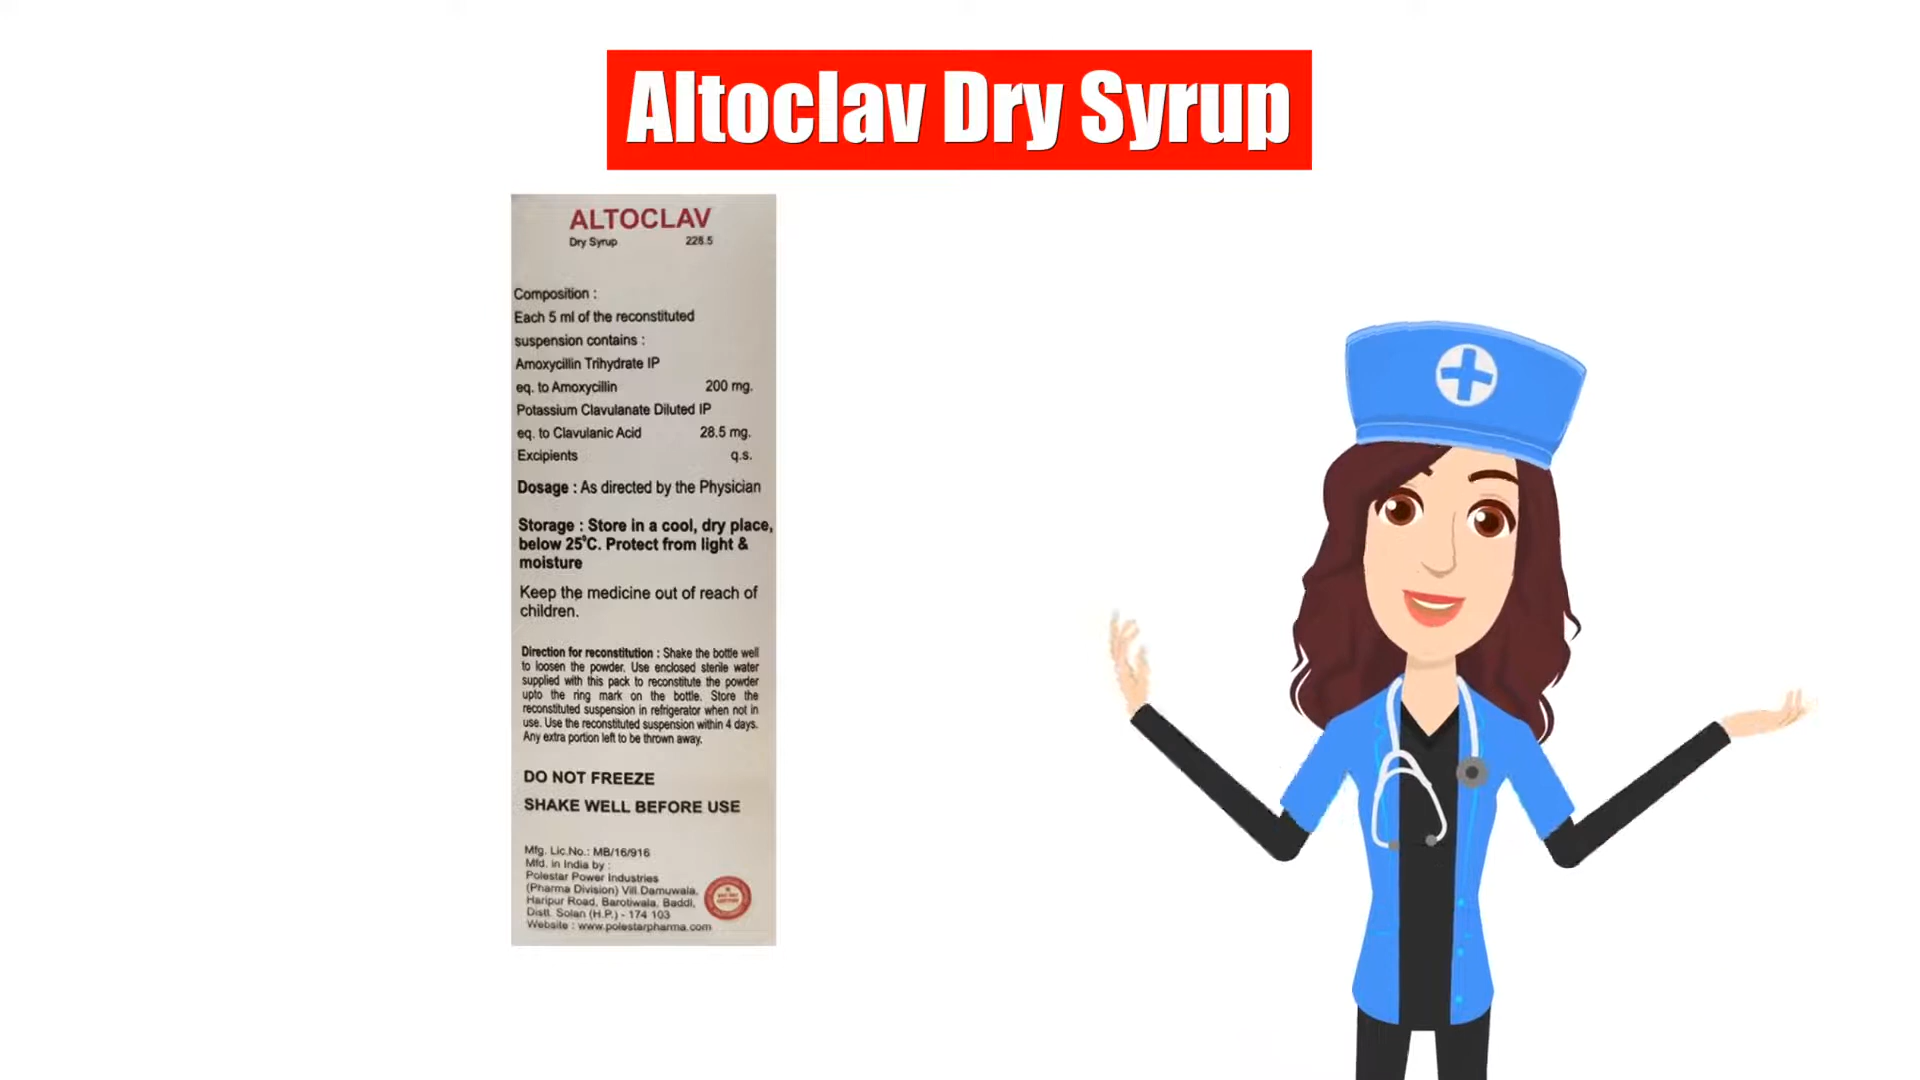 Altoclav Dry Syrup
ALTOCLAV
Dry Syrup 228.5
Composition :
Each 5 ml of the reconstituted
suspension contains :
Amoxycillin Trihydrate IP
eq. to Amoxycillin 200 mg.
Potassium Clavulanate Diluted IP
eq. to Clavulanic Acid 28.5 mg.
Excipients q.s.
Dosage : As directed by the Physician
Storage : Store in a cool, dry place,
below 25°C. Protect from light &
moisture
Keep the medicine out of reach of
children.
Direction for reconstitution : Shake the bottle well
to loosen the powder. Use enclosed sterile water
supplied with this pack to reconstitute the powder
upto the ring mark on the bottle. Store the
reconstituted suspension in refrigerator when not in
use. Use the reconstituted suspension within 4 days.
Any extra portion left to be thrown away.
DO NOT FREEZE
SHAKE WELL BEFORE USE
Mfg. Lic.No.: MB/16/916
Mfd. in India by :
Polestar Power Industries
(Pharma Division) Vill.Damuwala,
Haripur Road, Barotiwala, Baddi,
Distt. Solan (H.P.) - 174 103
Website : www.polestarpharma.com